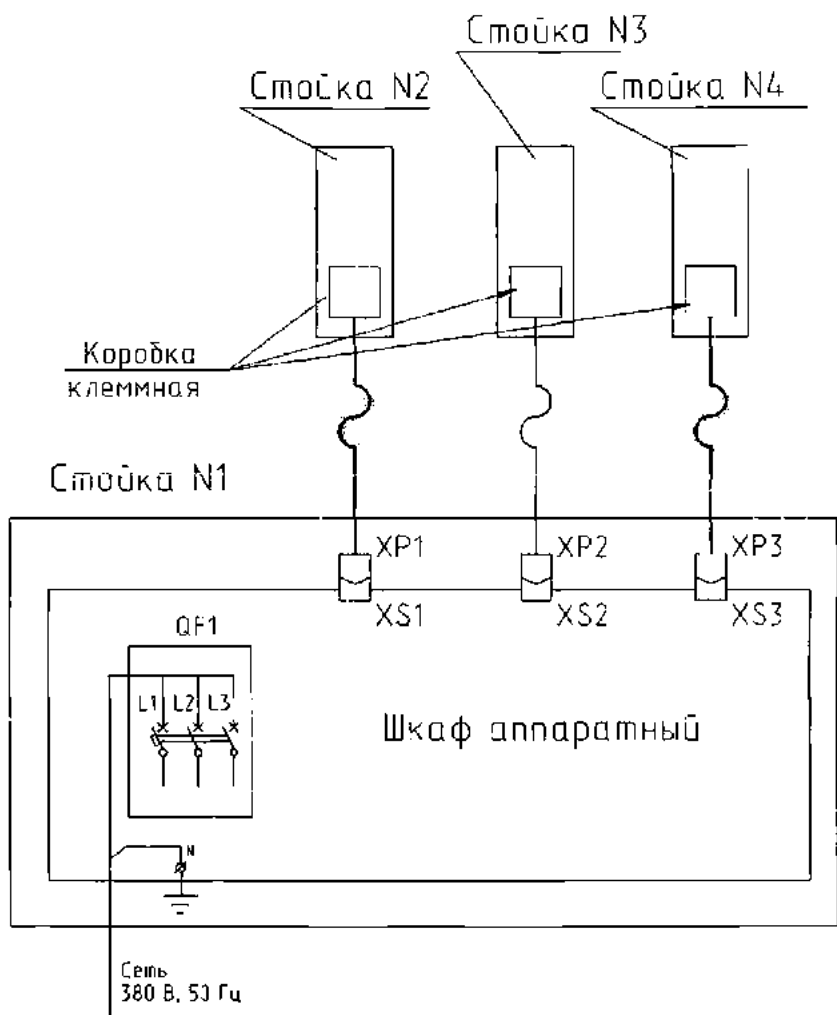 Стойка N3
Стойка N2
Стойка N4
Коробка
клеммная
Стойка N1
XP1
XP2
XP3
XS1
XS2
XS3
QF1
L1 L2 L3
Шкаф аппаратный
N
Сеть
380 В, 50 Гц